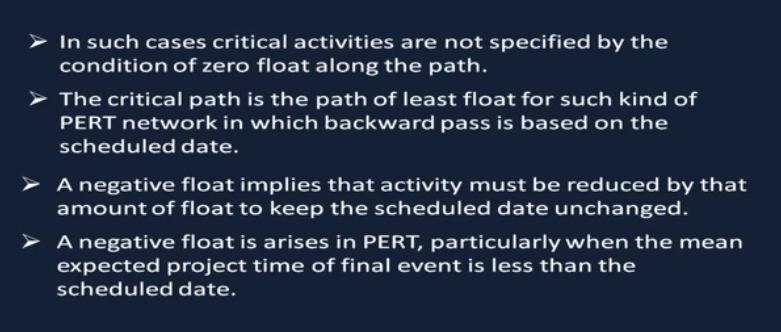 ➢ In such cases critical activities are not specified by the
condition of zero float along the path.
➢ The critical path is the path of least float for such kind of
PERT network in which backward pass is based on the
scheduled date.
➢ A negative float implies that activity must be reduced by that
amount of float to keep the scheduled date unchanged.
➢ A negative float is arises in PERT, particularly when the mean
expected project time of final event is less than the
scheduled date.